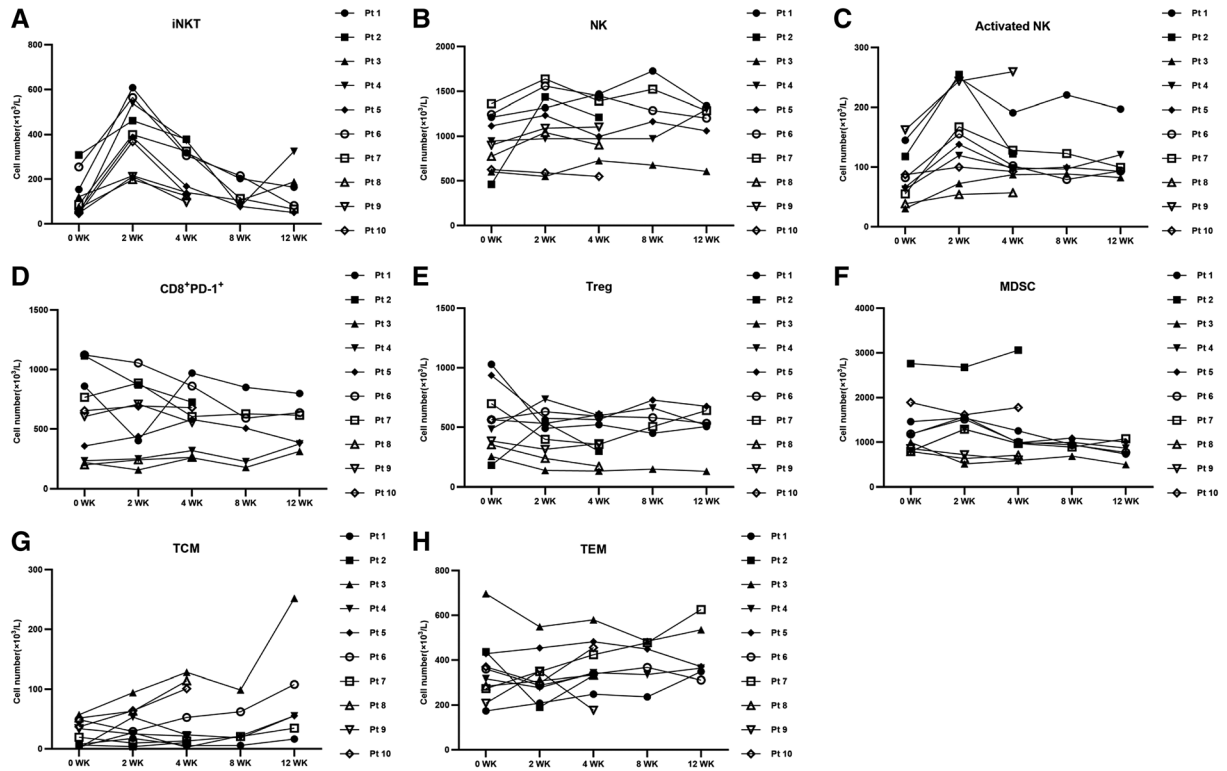 A
iNKT
Cell number(×10³/L)
800
600
400
200
0
0 WK 2 WK 4 WK 8 WK 12 WK
Pt 1
Pt 2
Pt 3
Pt 4
Pt 5
Pt 6
Pt 7
Pt 8
Pt 9
Pt 10
B
NK
Cell number(×10³/L)
2000
1500
1000
500
0
0 WK 2 WK 4 WK 8 WK 12 WK
Pt 1
Pt 2
Pt 3
Pt 4
Pt 5
Pt 6
Pt 7
Pt 8
Pt 9
Pt 10
C
Activated NK
Cell number(×10³/L)
300
200
100
0
0 WK 2 WK 4 WK 8 WK 12 WK
Pt 1
Pt 2
Pt 3
Pt 4
Pt 5
Pt 6
Pt 7
Pt 8
Pt 9
Pt 10
D
CD8⁺PD-1⁺
Cell number(×10³/L)
1500
1000
500
0
0 WK 2 WK 4 WK 8 WK 12 WK
Pt 1
Pt 2
Pt 3
Pt 4
Pt 5
Pt 6
Pt 7
Pt 8
Pt 9
Pt 10
E
Treg
Cell number(×10³/L)
1500
1000
500
0
0 WK 2 WK 4 WK 8 WK 12 WK
Pt 1
Pt 2
Pt 3
Pt 4
Pt 5
Pt 6
Pt 7
Pt 8
Pt 9
Pt 10
F
MDSC
Cell number(×10³/L)
4000
3000
2000
1000
0
0 WK 2 WK 4 WK 8 WK 12 WK
Pt 1
Pt 2
Pt 3
Pt 4
Pt 5
Pt 6
Pt 7
Pt 8
Pt 9
Pt 10
G
TCM
Cell number(×10³/L)
300
200
100
0
0 WK 2 WK 4 WK 8 WK 12 WK
Pt 1
Pt 2
Pt 3
Pt 4
Pt 5
Pt 6
Pt 7
Pt 8
Pt 9
Pt 10
H
TEM
Cell number(×10³/L)
800
600
400
200
0
0 WK 2 WK 4 WK 8 WK 12 WK
Pt 1
Pt 2
Pt 3
Pt 4
Pt 5
Pt 6
Pt 7
Pt 8
Pt 9
Pt 10